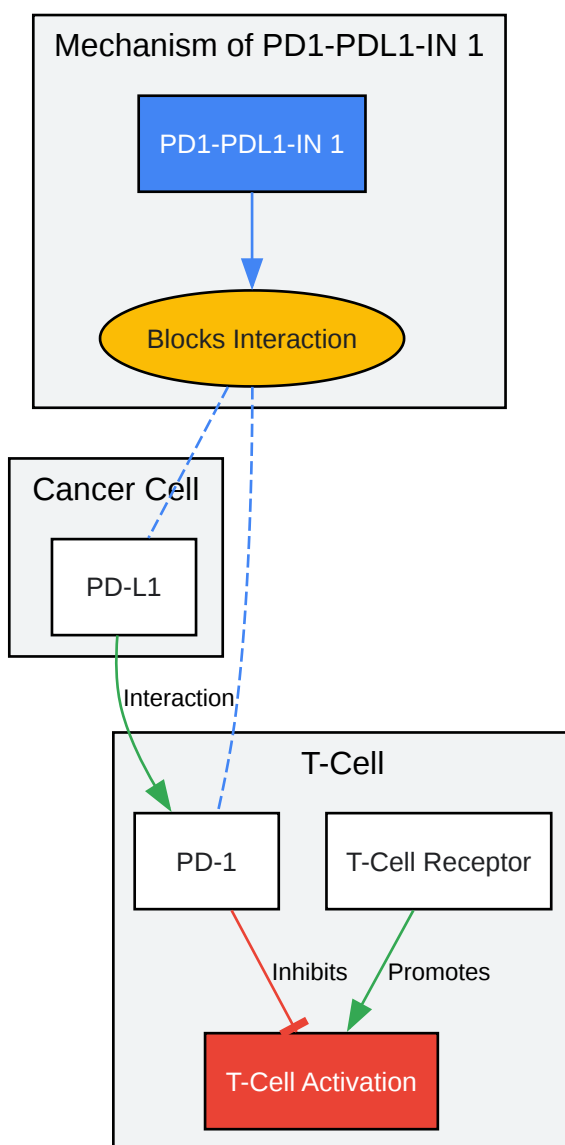 Mechanism of PD1-PDL1-IN 1
PD1-PDL1-IN 1
Blocks Interaction
Cancer Cell
PD-L1
Interaction
T-Cell
PD-1
T-Cell Receptor
Inhibits
Promotes
T-Cell Activation